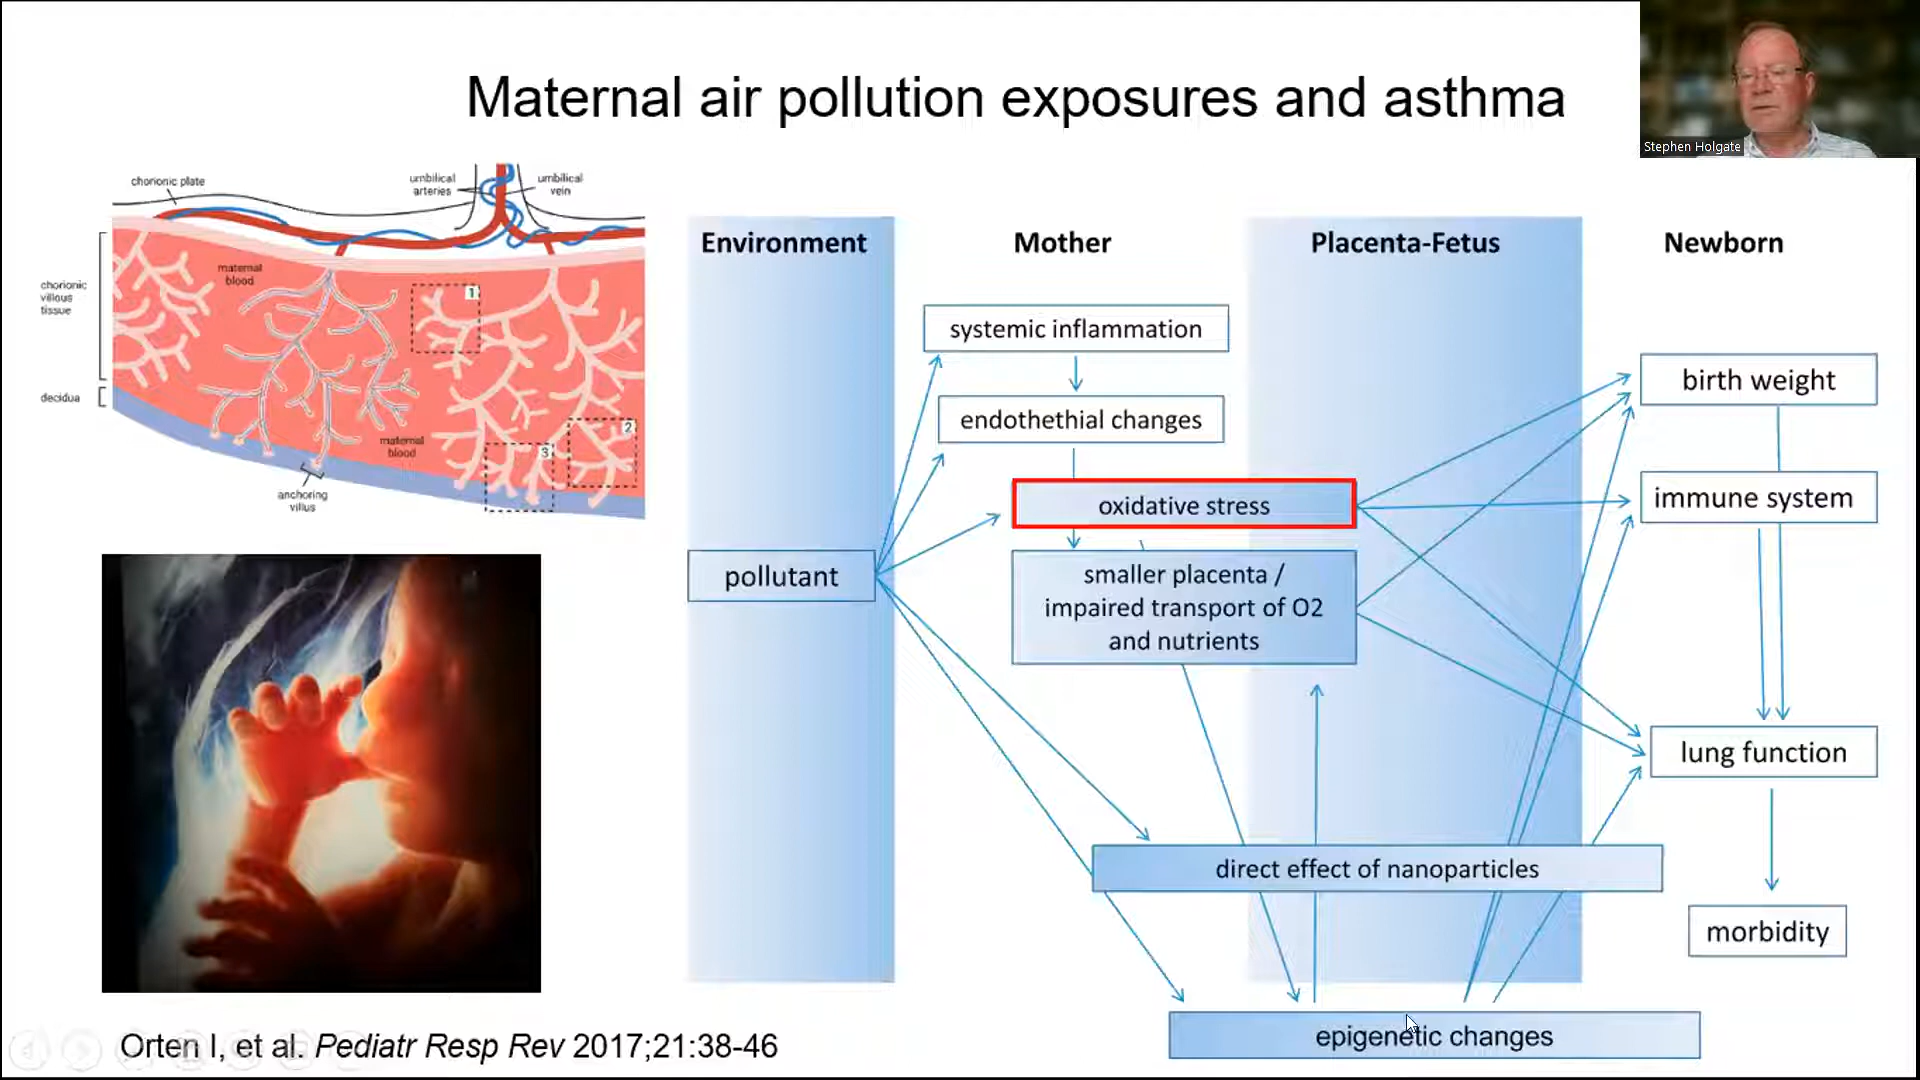 Maternal air pollution exposures and asthma
Stephen Holgate
chorionic plate
umbilical
arteries
umbilical
vein
chorionic
villous
tissue
maternal
blood
1
decidua
2
maternal
blood
3
anchoring
villus
Environment
Mother
Placenta-Fetus
Newborn
systemic inflammation
endothethial changes
oxidative stress
pollutant
smaller placenta /
impaired transport of O2
and nutrients
direct effect of nanoparticles
epigenetic changes
birth weight
immune system
lung function
morbidity
Orten I, et al. Pediatr Resp Rev 2017;21:38-46